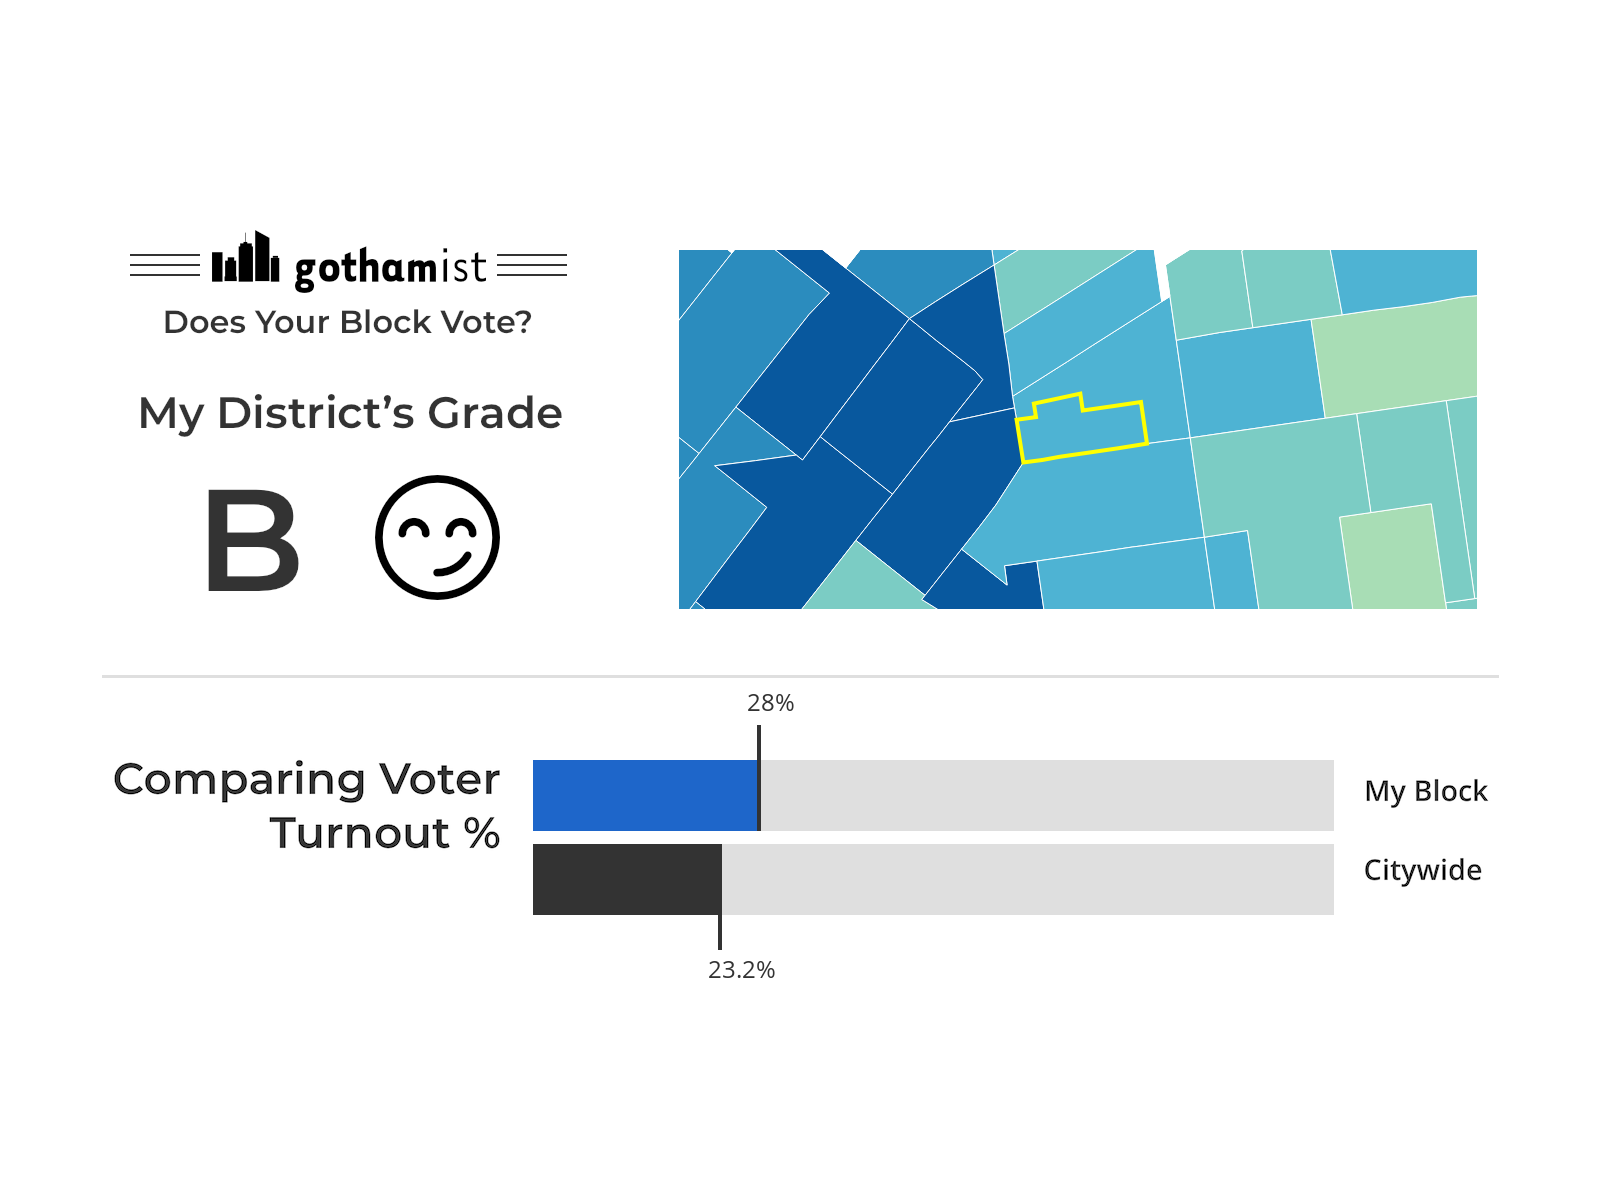 gothamist
Does Your Block Vote?
My District’s Grade
B
28%
Comparing Voter
Turnout %
My Block
Citywide
23.2%